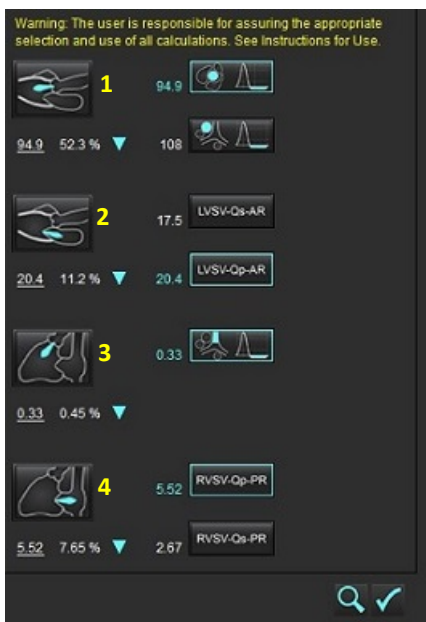 Warning: The user is responsible for assuring the appropriate
selection and use of all calculations. See Instructions for Use.
1
94.9
94.9 52.3 % 108
2
17.5 LVSV-Qs-AR
20.4 11.2 % 20.4 LVSV-Qp-AR
3
0.33
0.33 0.45 %
4
5.52 RVSV-Qp-PR
5.52 7.65 % 2.67 RVSV-Qs-PR